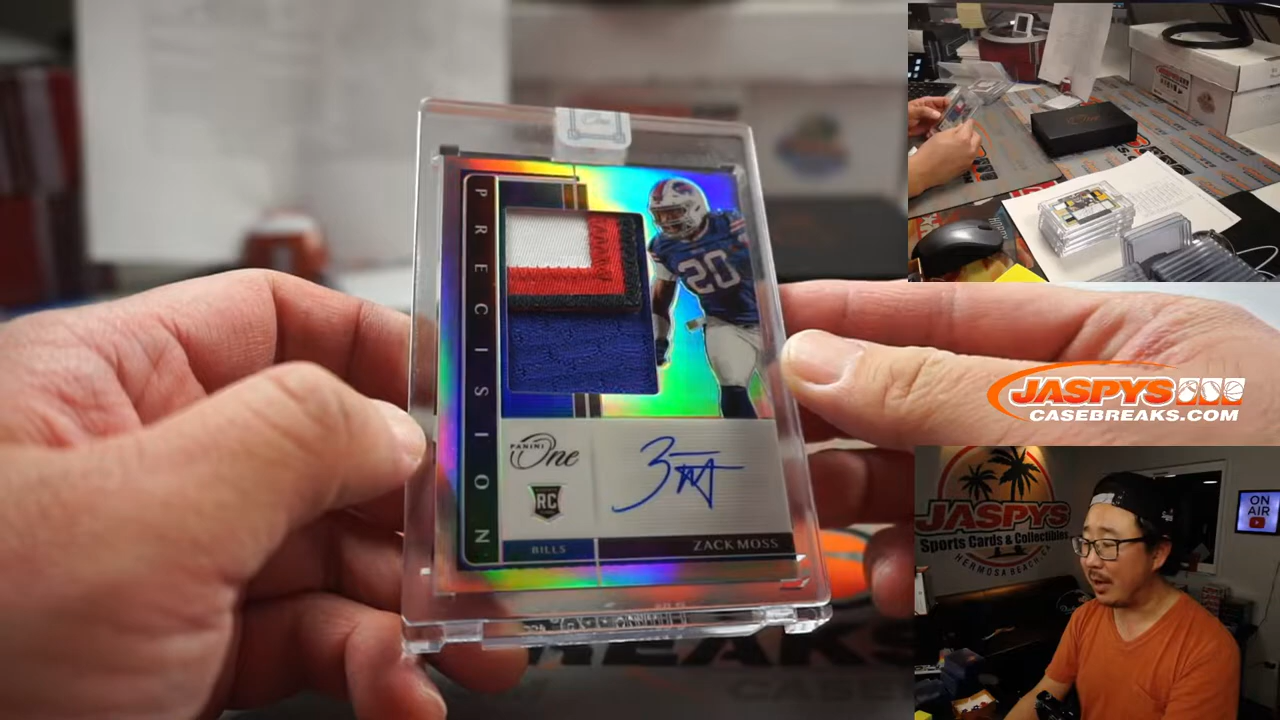 PRECISION
20
PANINI
One
RC
BILLS
ZACK MOSS
JASPYS
CASEBREAKS.COM
JASPYS
Sports Cards & Collectibles
HERMOSA BEACH, CA
ON
AIR